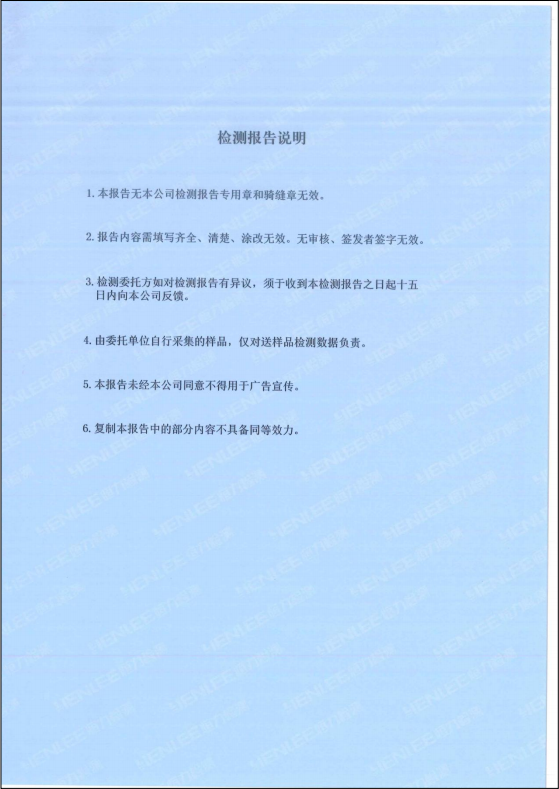 检测报告说明
1. 本报告无本公司检测报告专用章和骑缝章无效。
2. 报告内容需填写齐全、清楚、涂改无效。无审核、签发者签字无效。
3. 检测委托方如对检测报告有异议，须于收到本检测报告之日起十五
日内向本公司反馈。
4. 由委托单位自行采集的样品，仅对送样品检测数据负责。
5. 本报告未经本公司同意不得用于广告宣传。
6. 复制本报告中的部分内容不具备同等效力。